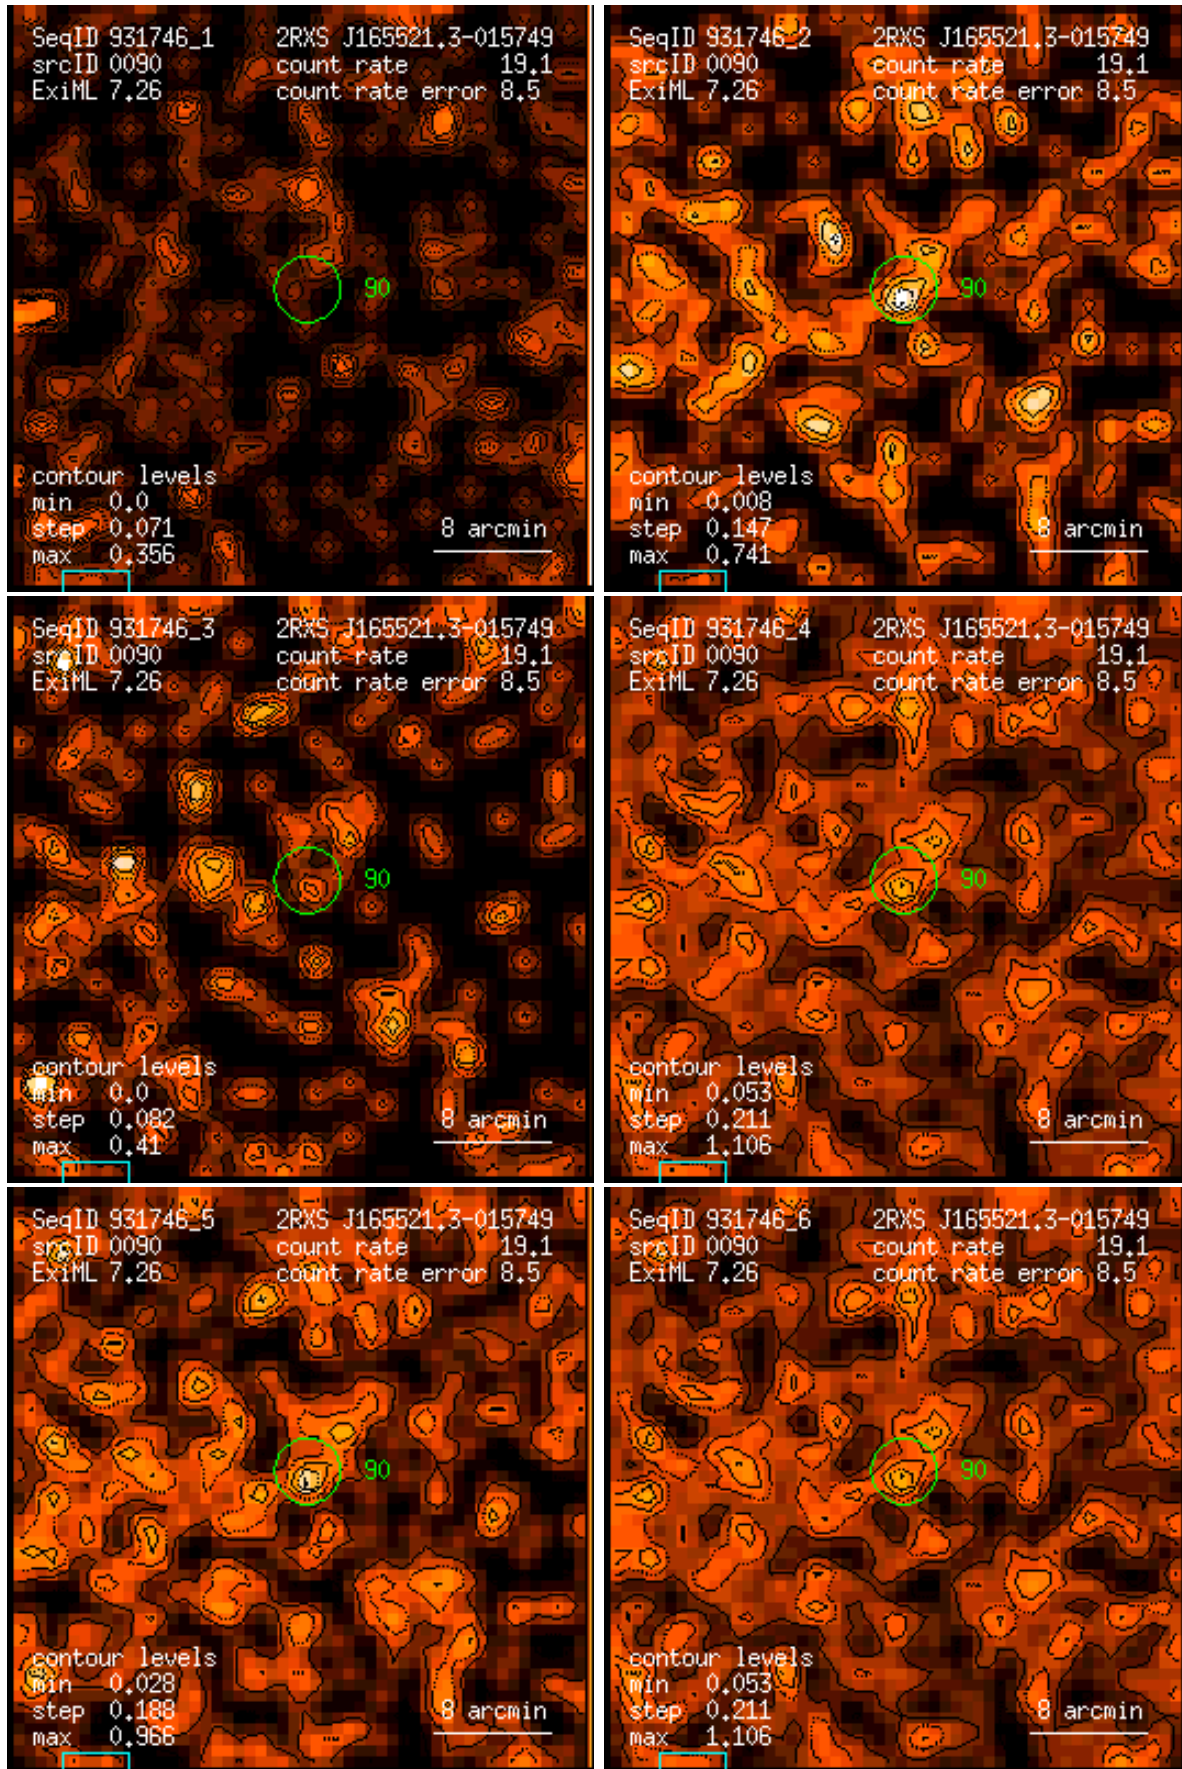 SeqID 931746_1 2RXS J165521.3-015749
srcID 0090 count rate 19.1
ExiML 7.26 count rate error 8.5
90
contour levels
min 0.0
step 0.071 8 arcmin
max 0.356
SeqID 931746_2 2RXS J165521.3-015749
srcID 0090 count rate 19.1
ExiML 7.26 count rate error 8.5
90
contour levels
min 0.008
step 0.147 8 arcmin
max 0.741
SeqID 931746_3 2RXS J165521.3-015749
srcID 0090 count rate 19.1
ExiML 7.26 count rate error 8.5
90
contour levels
min 0.0
step 0.082 8 arcmin
max 0.41
SeqID 931746_4 2RXS J165521.3-015749
srcID 0090 count rate 19.1
ExiML 7.26 count rate error 8.5
90
contour levels
min 0.053
step 0.211 8 arcmin
max 1.106
SeqID 931746_5 2RXS J165521.3-015749
srcID 0090 count rate 19.1
ExiML 7.26 count rate error 8.5
90
contour levels
min 0.028
step 0.188 8 arcmin
max 0.966
SeqID 931746_6 2RXS J165521.3-015749
srcID 0090 count rate 19.1
ExiML 7.26 count rate error 8.5
90
contour levels
min 0.053
step 0.211 8 arcmin
max 1.106